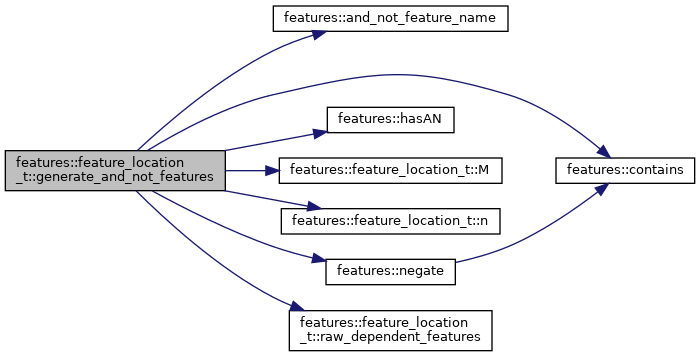 features::and_not_feature_name
features::hasAN
features::feature_location
_t::generate_and_not_features
features::feature_location_t::M
features::contains
features::feature_location_t::n
features::negate
features::feature_location
_t::raw_dependent_features